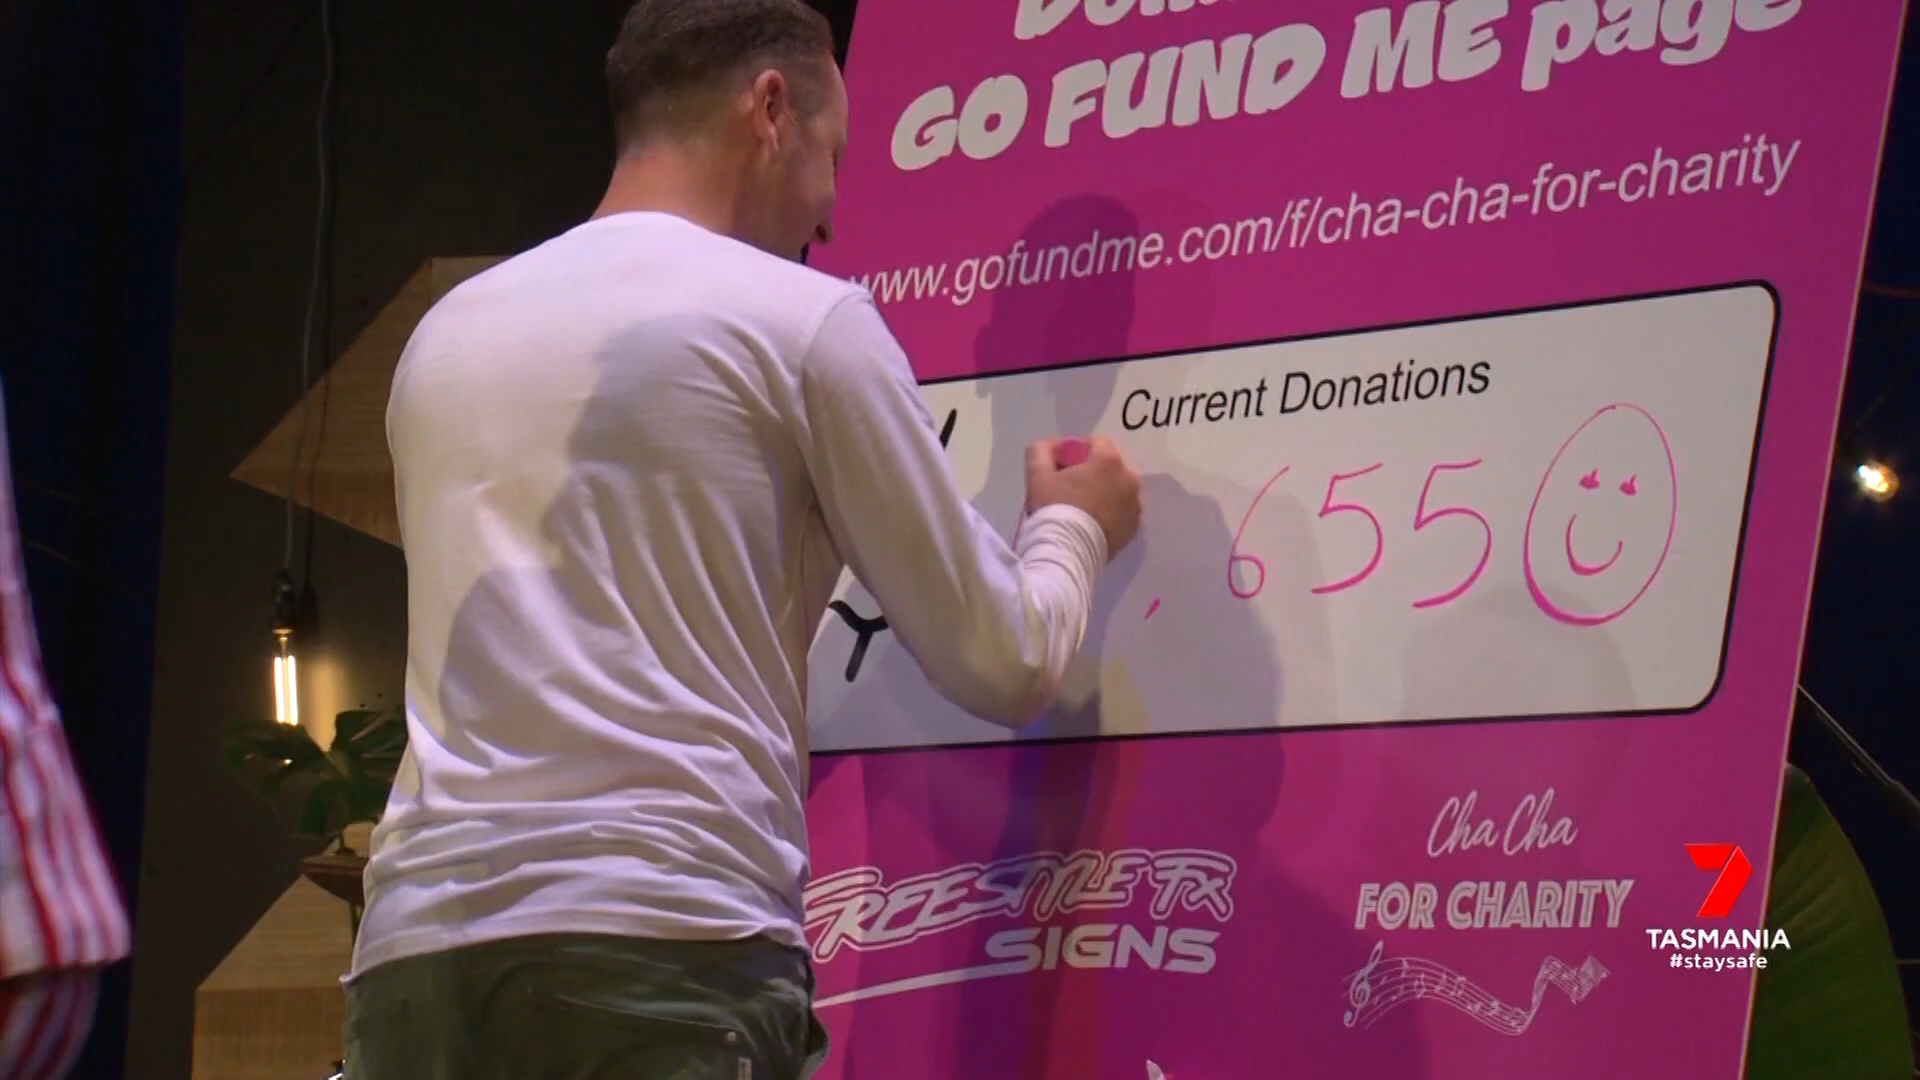 GO FUND ME page
www.gofundme.com/f/cha-cha-for-charity
Current Donations
,655
FREESTYLE FX
SIGNS
Cha Cha
FOR CHARITY
7
TASMANIA
#staysafe